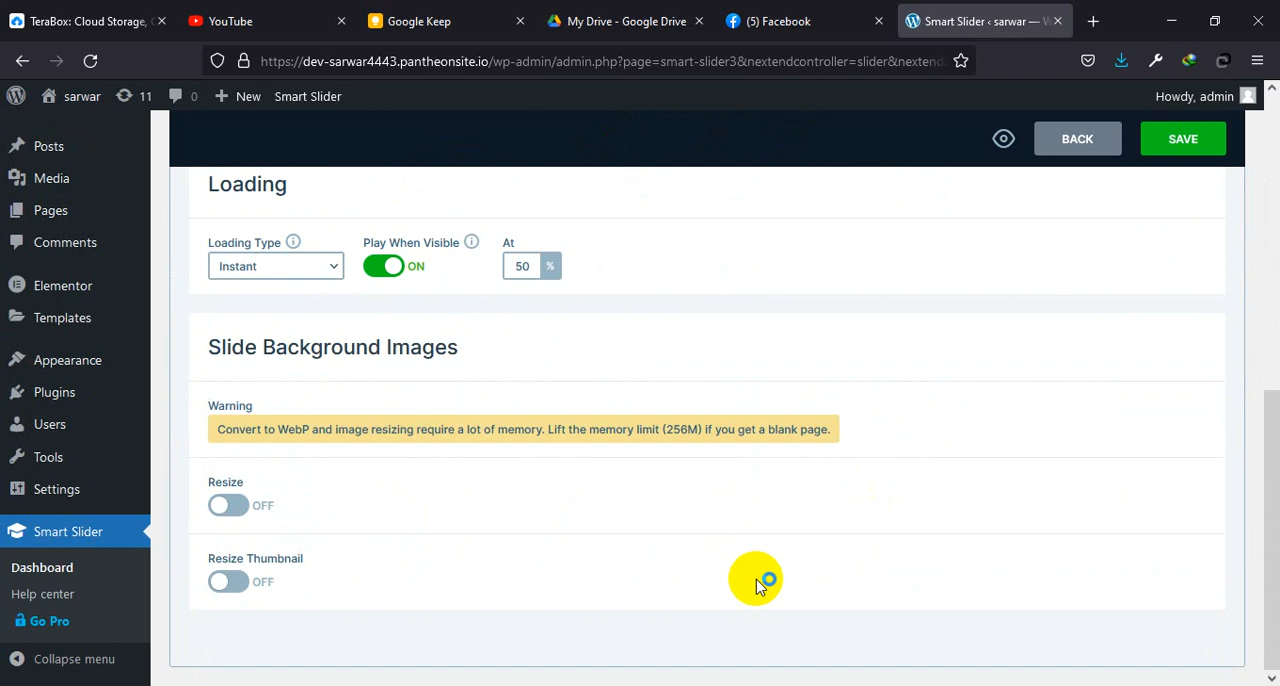 TeraBox: Cloud Storage, C
YouTube
Google Keep
My Drive - Google Drive
(5) Facebook
Smart Slider ‹ sarwar — W
https://dev-sarwar4443.pantheonsite.io/wp-admin/admin.php?page=smart-slider3&nextendcontroller=slider&nextend
sarwar
11
0
New
Smart Slider
Howdy, admin
Posts
Media
Pages
Comments
Elementor
Templates
Appearance
Plugins
Users
Tools
Settings
Smart Slider
Dashboard
Help center
Go Pro
Collapse menu
BACK
SAVE
Loading
Loading Type
Play When Visible
At
Instant
ON
50 %
Slide Background Images
Warning
Convert to WebP and image resizing require a lot of memory. Lift the memory limit (256M) if you get a blank page.
Resize
OFF
Resize Thumbnail
OFF